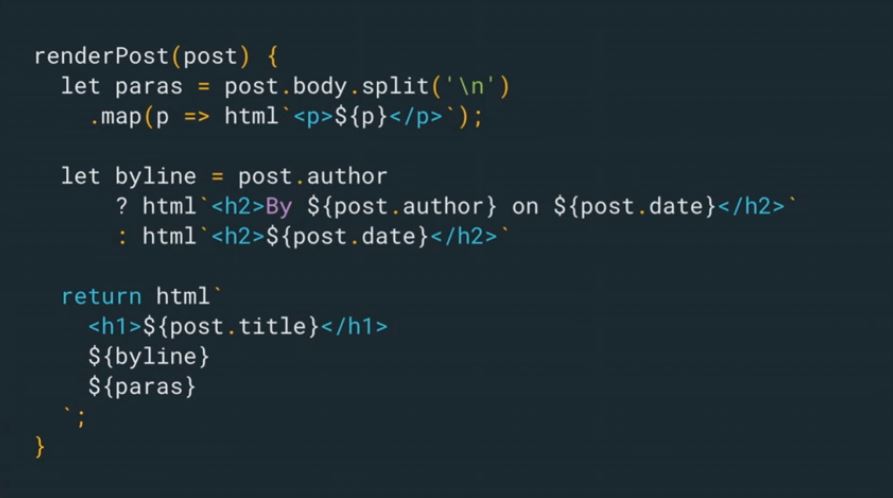 renderPost(post) {
  let paras = post.body.split('\n')
    .map(p => html`<p>${p}</p>`);

  let byline = post.author
      ? html`<h2>By ${post.author} on ${post.date}</h2>`
      : html`<h2>${post.date}</h2>`

  return html`
    <h1>${post.title}</h1>
    ${byline}
    ${paras}
  `;
}